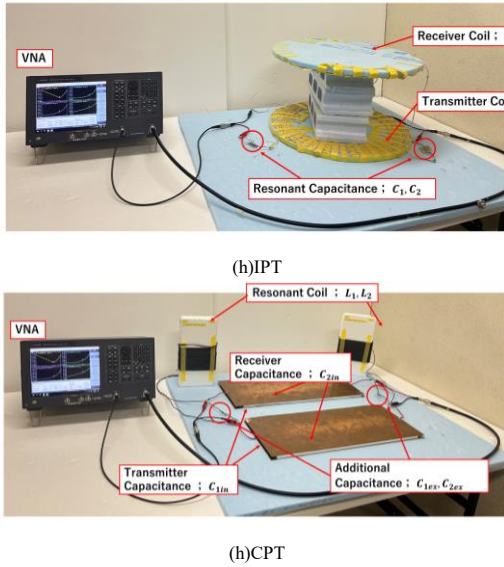 Receiver Coil ;
VNA
Transmitter Co
Resonant Capacitance ; C₁, C₂
(h)IPT
Resonant Coil ; L₁, L₂
VNA
Receiver
Capacitance ; C₂ᵢₙ
Transmitter
Capacitance ; C₁ᵢₙ
Additional
Capacitance ; C₁ₑₓ, C₂ₑₓ
(h)CPT